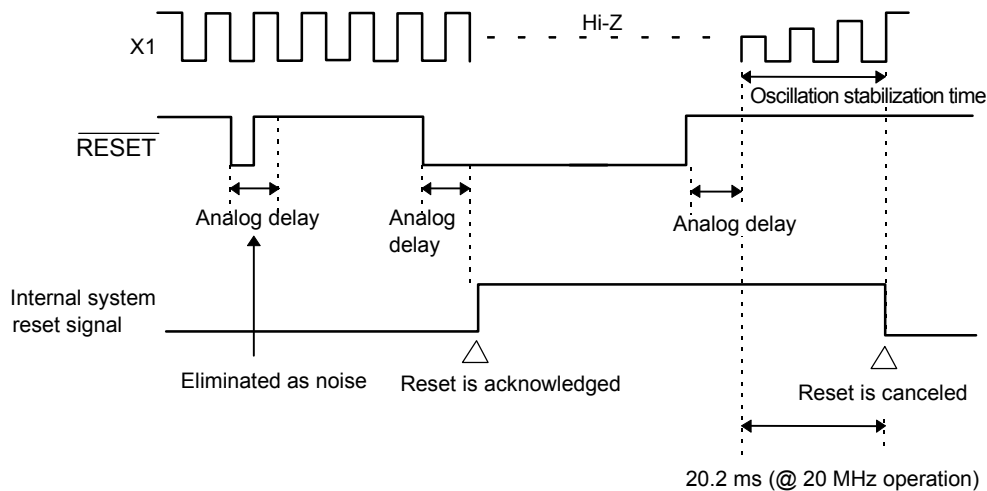 Hi-Z
X1
Oscillation stabilization time
RESET
Analog delay
Analog
delay
Analog delay
Internal system
reset signal
Eliminated as noise
Reset is acknowledged
Reset is canceled
20.2 ms (@ 20 MHz operation)